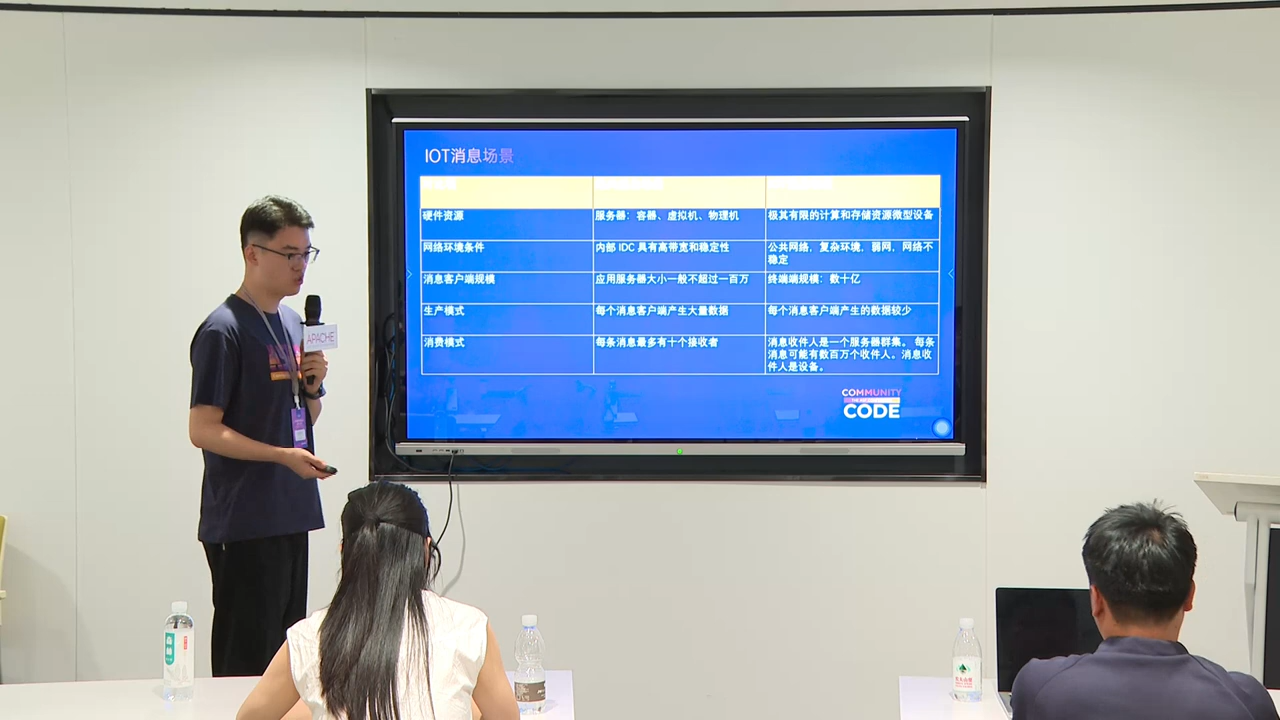 IOT消息场景
硬件资源
服务器：容器、虚拟机、物理机
极其有限的计算和存储资源微型设备
网络环境条件
内部 IDC 具有高带宽和稳定性
公共网络，复杂环境，弱网，网络不
稳定
消息客户端规模
应用服务器大小一般不超过一百万
终端端规模：数十亿
生产模式
每个消息客户端产生大量数据
每个消息客户端产生的数据较少
消费模式
每条消息最多有十个接收者
消息收件人是一个服务器群集。 每条
消息可能有数百万个收件人。消息收
件人是设备。
COMMUNITY
CODE
APACHE